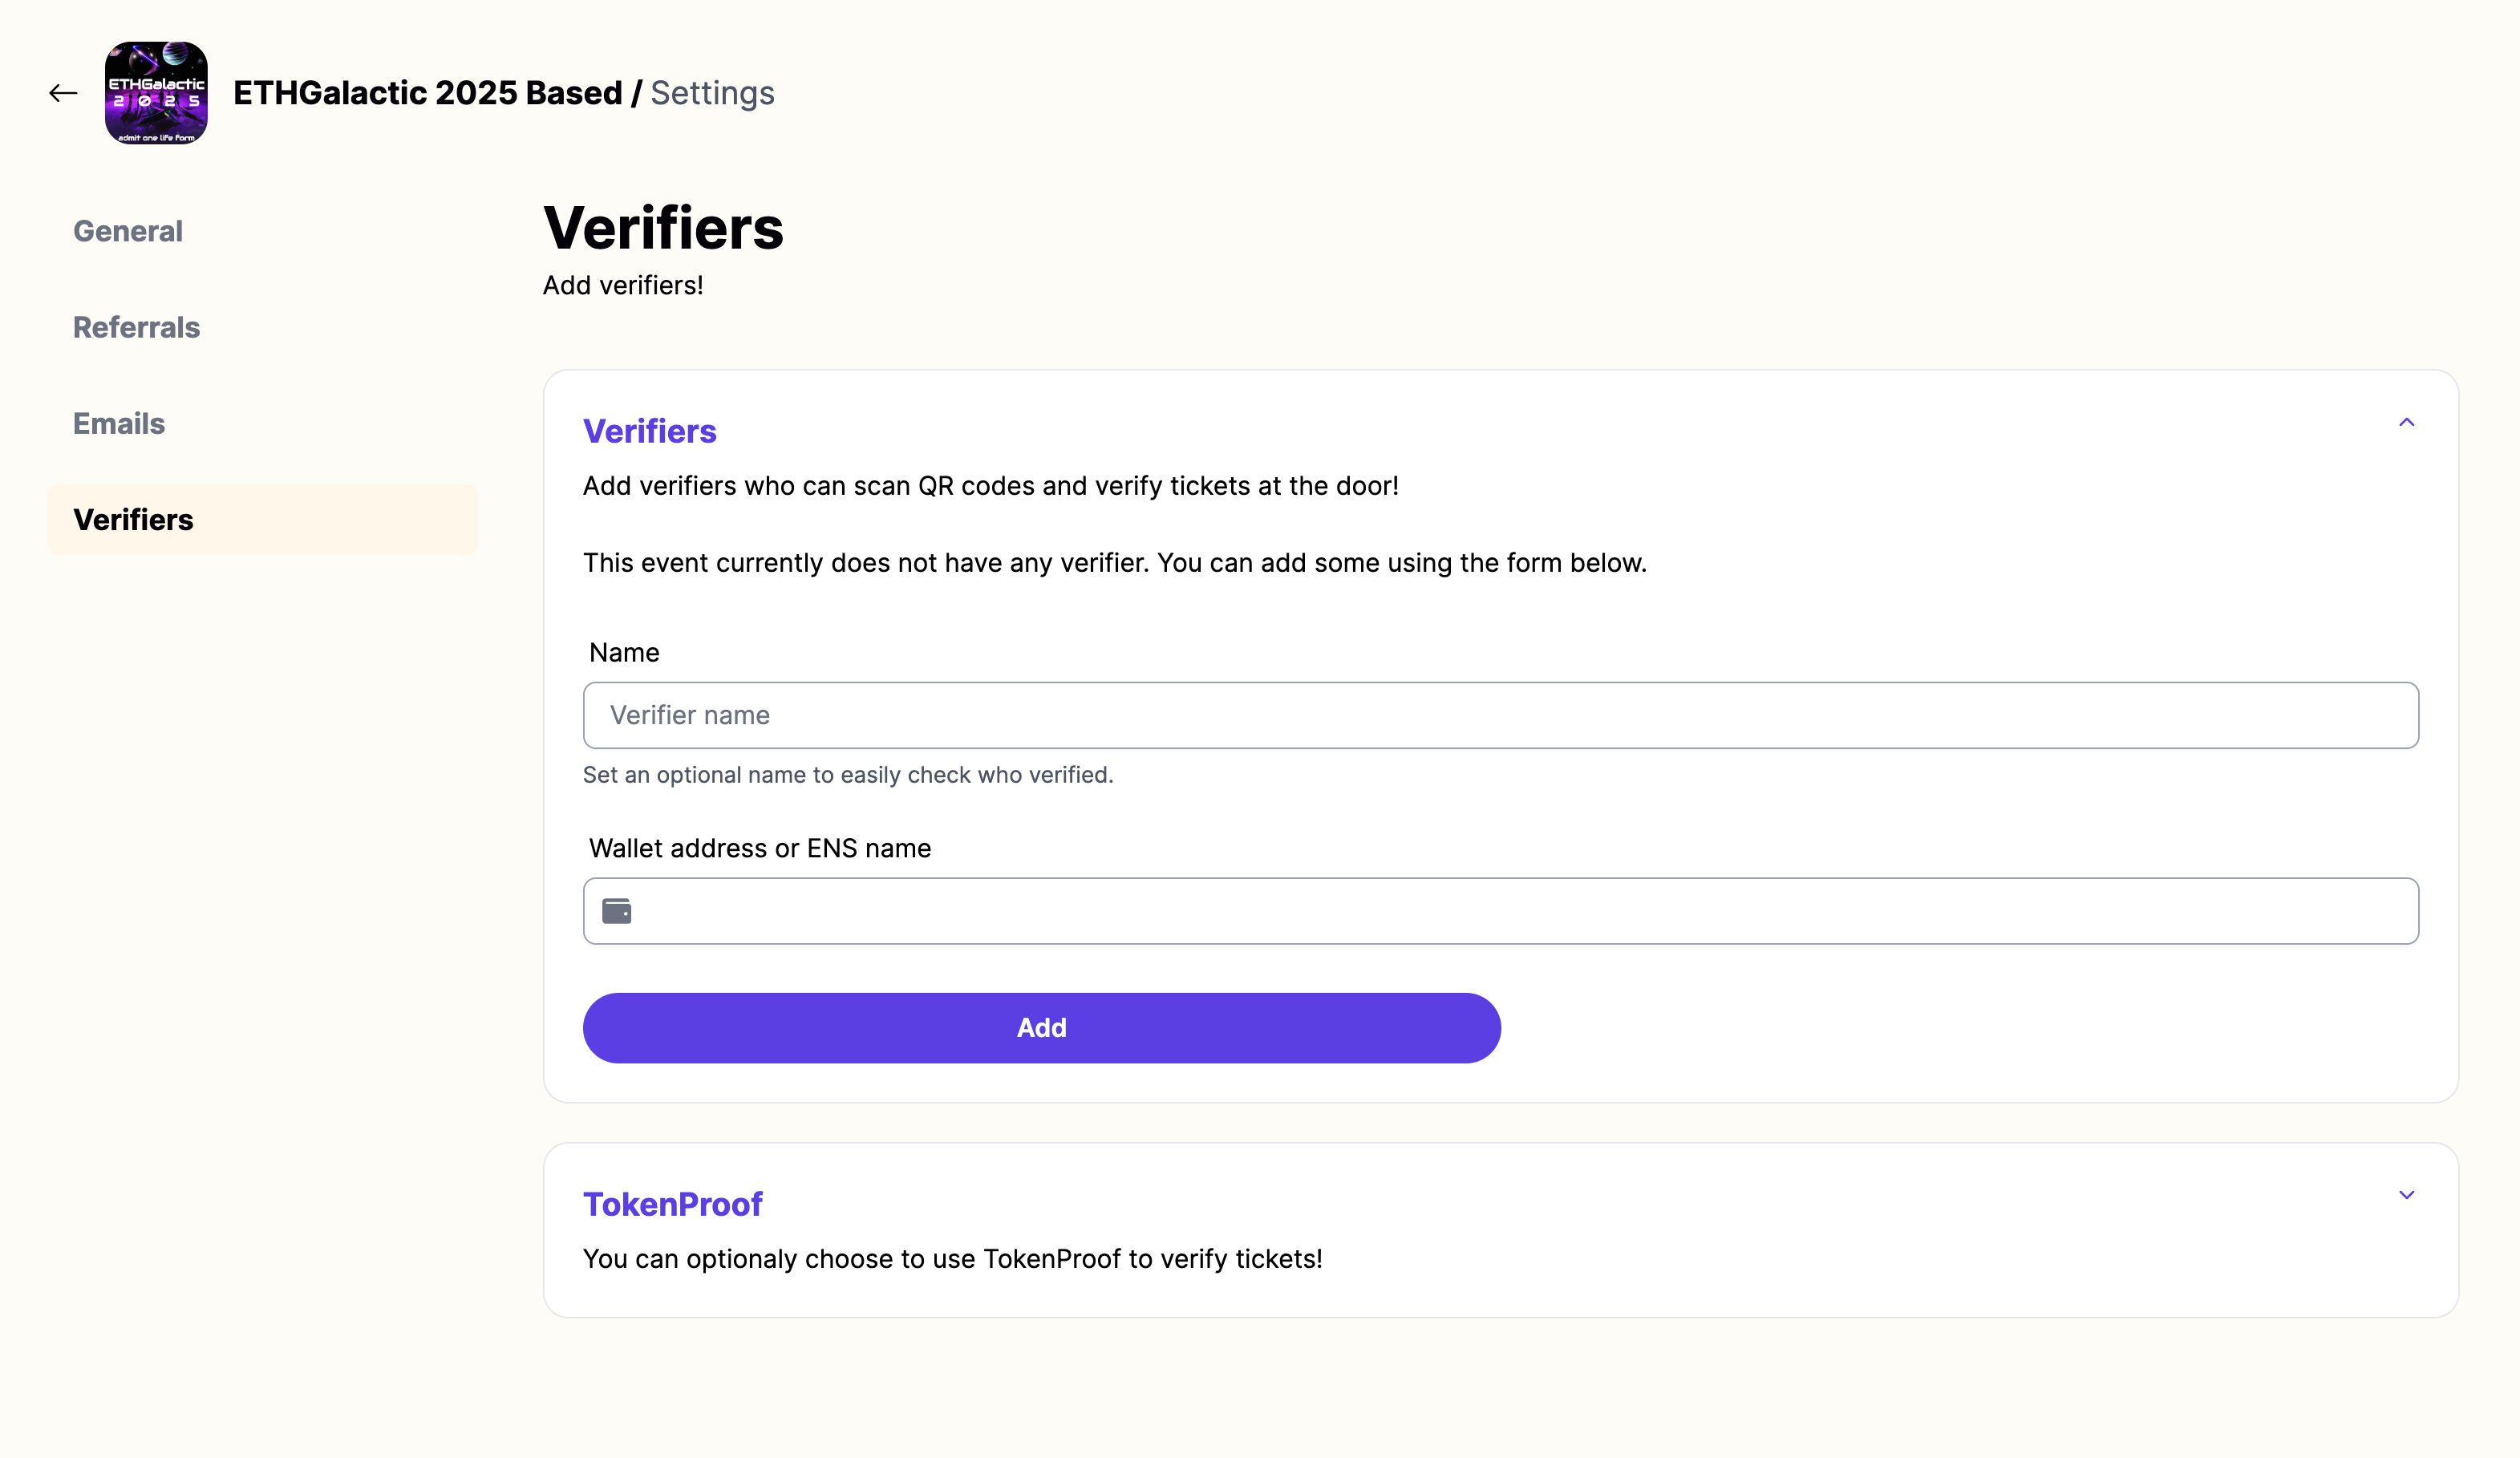 ETHGalactic
2025
admit one life form
ETHGalactic 2025 Based / Settings
General
Referrals
Emails
Verifiers
Verifiers
Add verifiers!
Verifiers
Add verifiers who can scan QR codes and verify tickets at the door!
This event currently does not have any verifier. You can add some using the form below.
Name
Verifier name
Set an optional name to easily check who verified.
Wallet address or ENS name
Add
TokenProof
You can optionaly choose to use TokenProof to verify tickets!